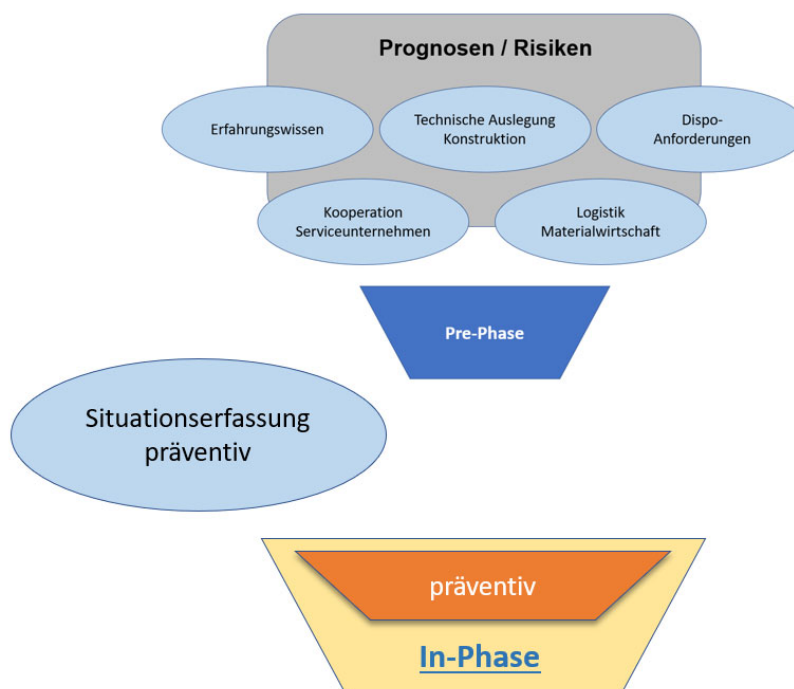 Prognosen / Risiken
Erfahrungswissen
Technische Auslegung
Konstruktion
Dispo-
Anforderungen
Kooperation
Serviceunternehmen
Logistik
Materialwirtschaft
Pre-Phase
Situationserfassung
präventiv
präventiv
In-Phase